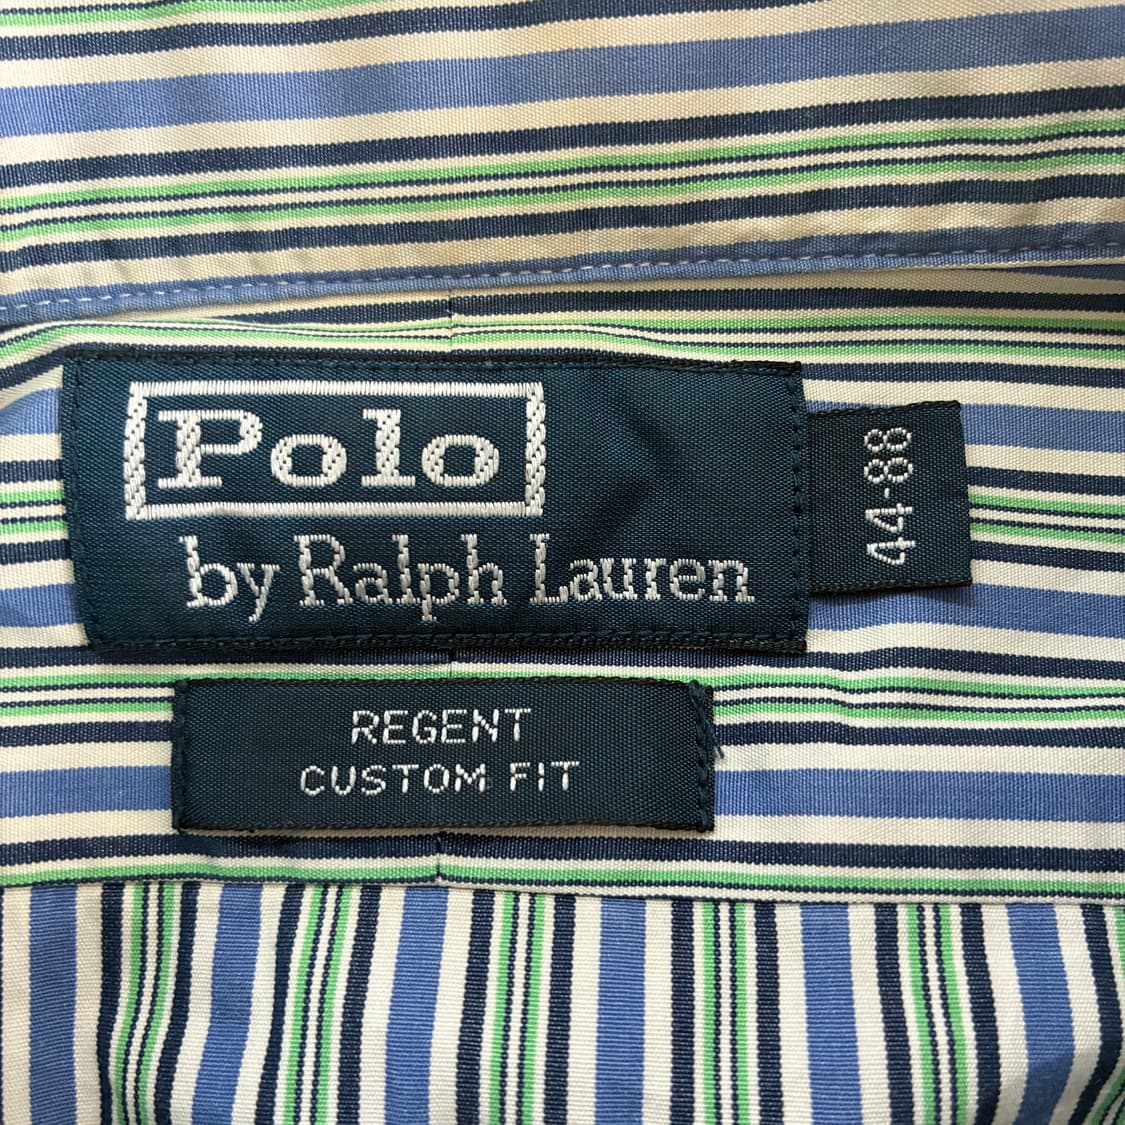 Polo
by Ralph Lauren
44-88
REGENT
CUSTOM FIT